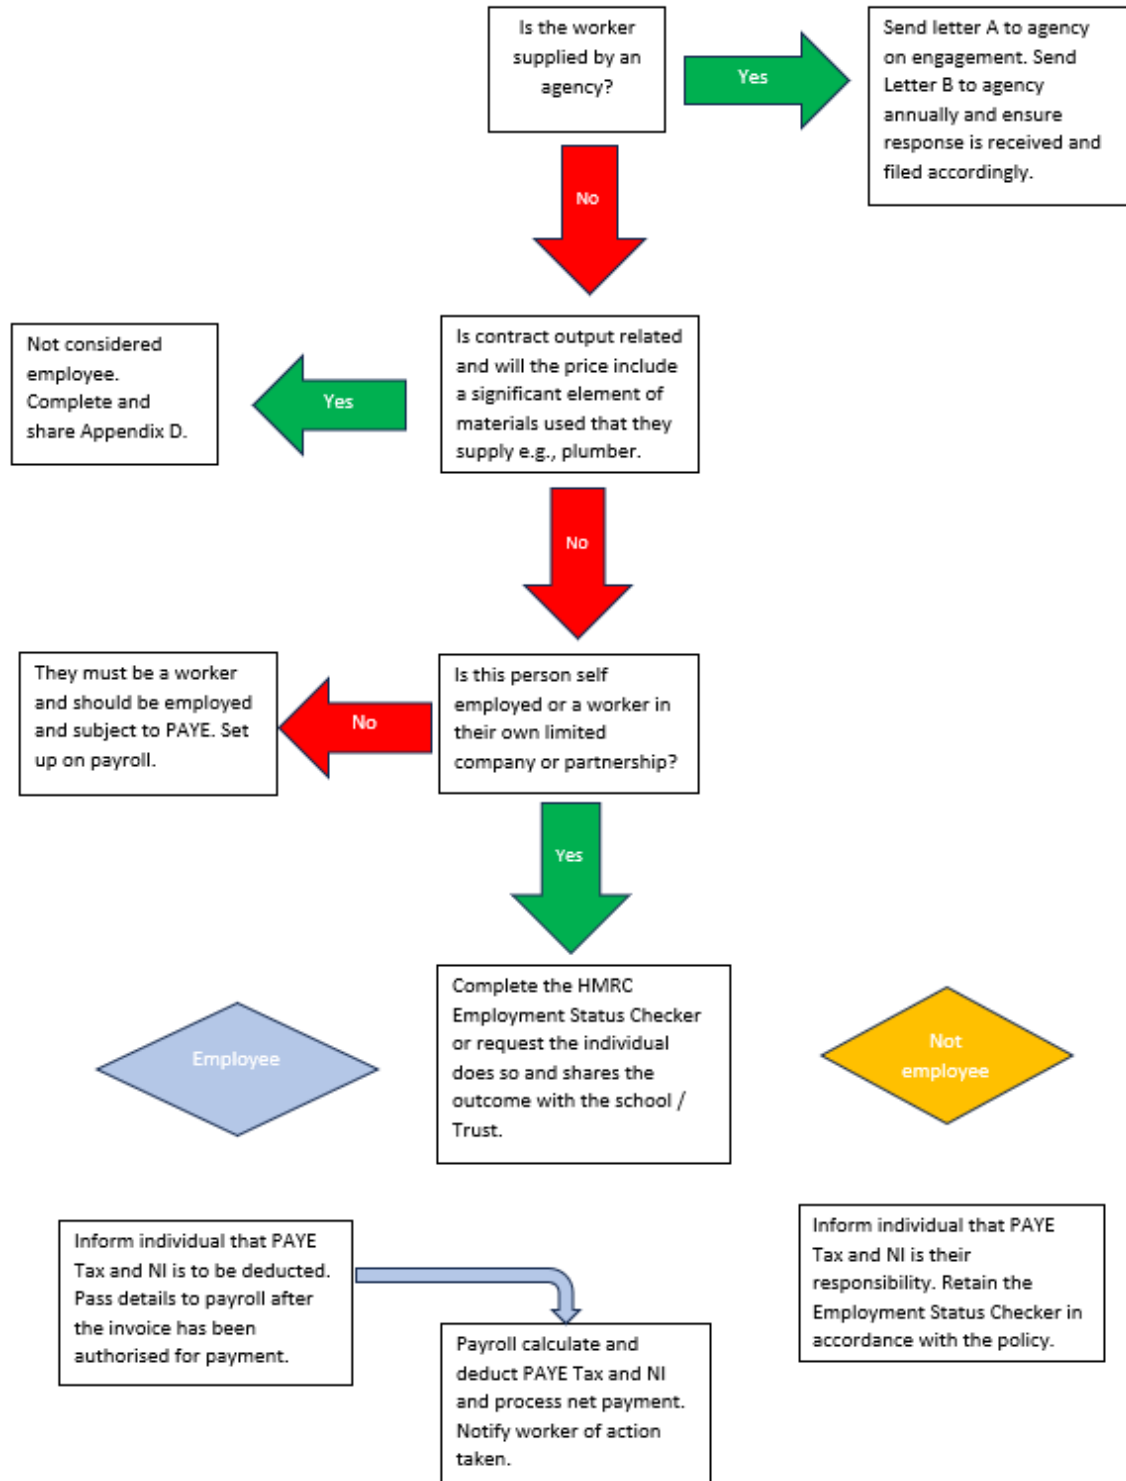 Is the worker
supplied by an
agency?
Yes
Send letter A to agency
on engagement. Send
Letter B to agency
annually and ensure
response is received and
filed accordingly.
No
Not considered
employee.
Complete and
share Appendix D.
Yes
Is contract output related
and will the price include
a significant element of
materials used that they
supply e.g., plumber.
No
They must be a worker
and should be employed
and subject to PAYE. Set
up on payroll.
No
Is this person self
employed or a worker in
their own limited
company or partnership?
Yes
Complete the HMRC
Employment Status Checker
or request the individual
does so and shares the
outcome with the school /
Trust.
Employee
Not
employee
Inform individual that PAYE
Tax and NI is to be deducted.
Pass details to payroll after
the invoice has been
authorised for payment.
Payroll calculate and
deduct PAYE Tax and NI
and process net payment.
Notify worker of action
taken.
Inform individual that PAYE
Tax and NI is their
responsibility. Retain the
Employment Status Checker in
accordance with the policy.